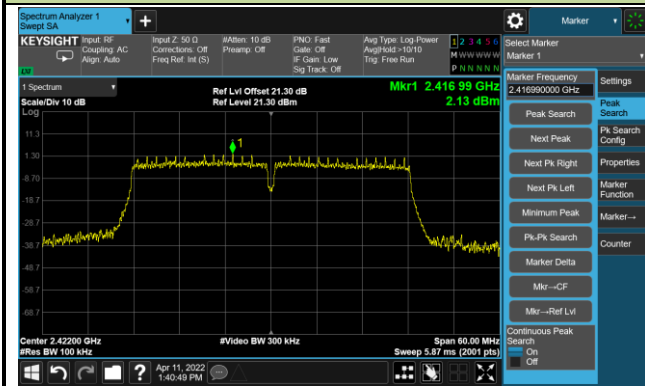 Spectrum Analyzer 1
Swept SA
+
Marker
KEYSIGHT
Input: RF
Coupling: AC
Align: Auto
Input Z: 50 Ω
Corrections: Off
Freq Ref: Int (S)
#Atten: 10 dB
Preamp: Off
PNO: Fast
Gate: Off
IF Gain: Low
Sig Track: Off
Avg Type: Log-Power
Avg|Hold:>10/10
Trig: Free Run
1 2 3 4 5 6
M W W W W W
P N N N N N
Select Marker
Marker 1
1 Spectrum
Scale/Div 10 dB
Log
Ref Lvl Offset 21.30 dB
Ref Level 21.30 dBm
Mkr1 2.416 99 GHz
2.13 dBm
11.3
1.30
-8.70
-18.7
-28.7
-38.7
-48.7
-58.7
-68.7
1
Center 2.42200 GHz
#Res BW 100 kHz
#Video BW 300 kHz
Span 60.00 MHz
Sweep 5.87 ms (2001 pts)
Marker Frequency
2.416990000 GHz
Peak Search
Next Peak
Next Pk Right
Next Pk Left
Minimum Peak
Pk-Pk Search
Marker Delta
Mkr→CF
Mkr→Ref Lvl
Continuous Peak
Search
On
Off
Settings
Peak
Search
Pk Search
Config
Properties
Marker
Function
Marker→
Counter
?
Apr 11, 2022
1:40:49 PM